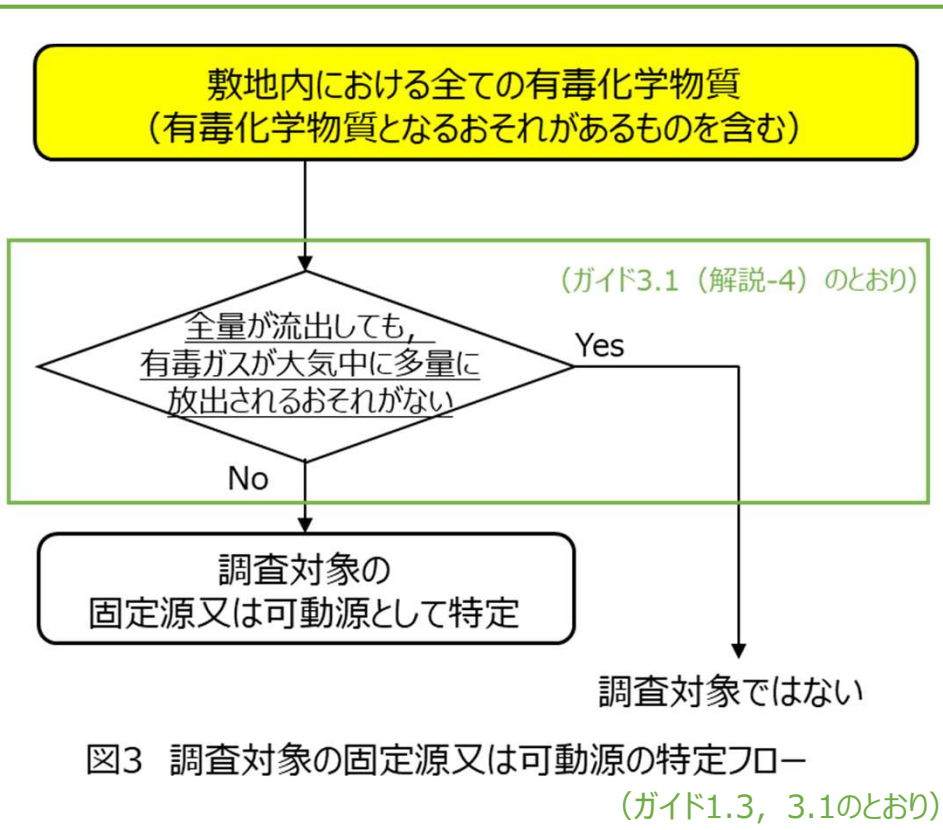 敷地内における全ての有毒化学物質
（有毒化学物質となるおそれがあるものを含む）
（ガイド3.1（解説-4）のとおり）
全量が流出しても，
有毒ガスが大気中に多量に
放出されるおそれがない
Yes
No
調査対象の
固定源又は可動源として特定
調査対象ではない
図3　調査対象の固定源又は可動源の特定フロー
（ガイド1.3，3.1のとおり）